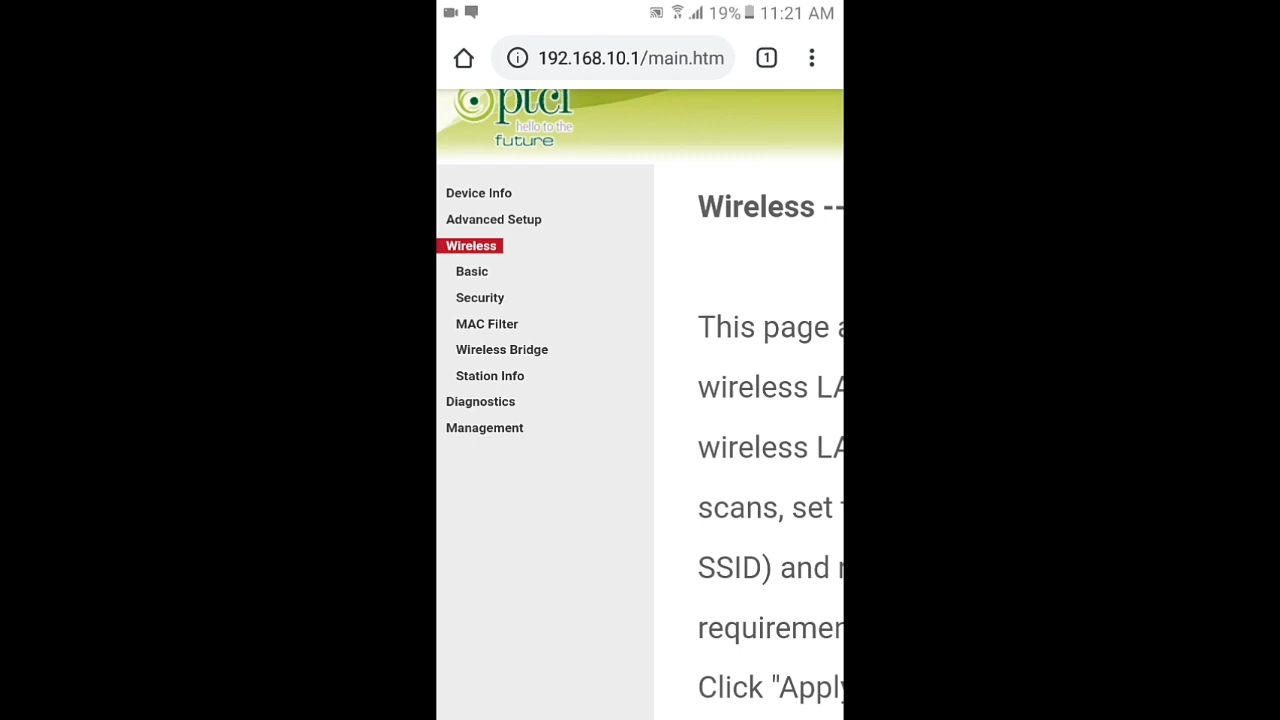 19% 11:21 AM
192.168.10.1/main.htm 1
ptcl
hello to the
future
Device Info
Advanced Setup
Wireless
Basic
Security
MAC Filter
Wireless Bridge
Station Info
Diagnostics
Management
Wireless --
This page
wireless LA
wireless LA
scans, set
SSID) and
requiremen
Click "Apply